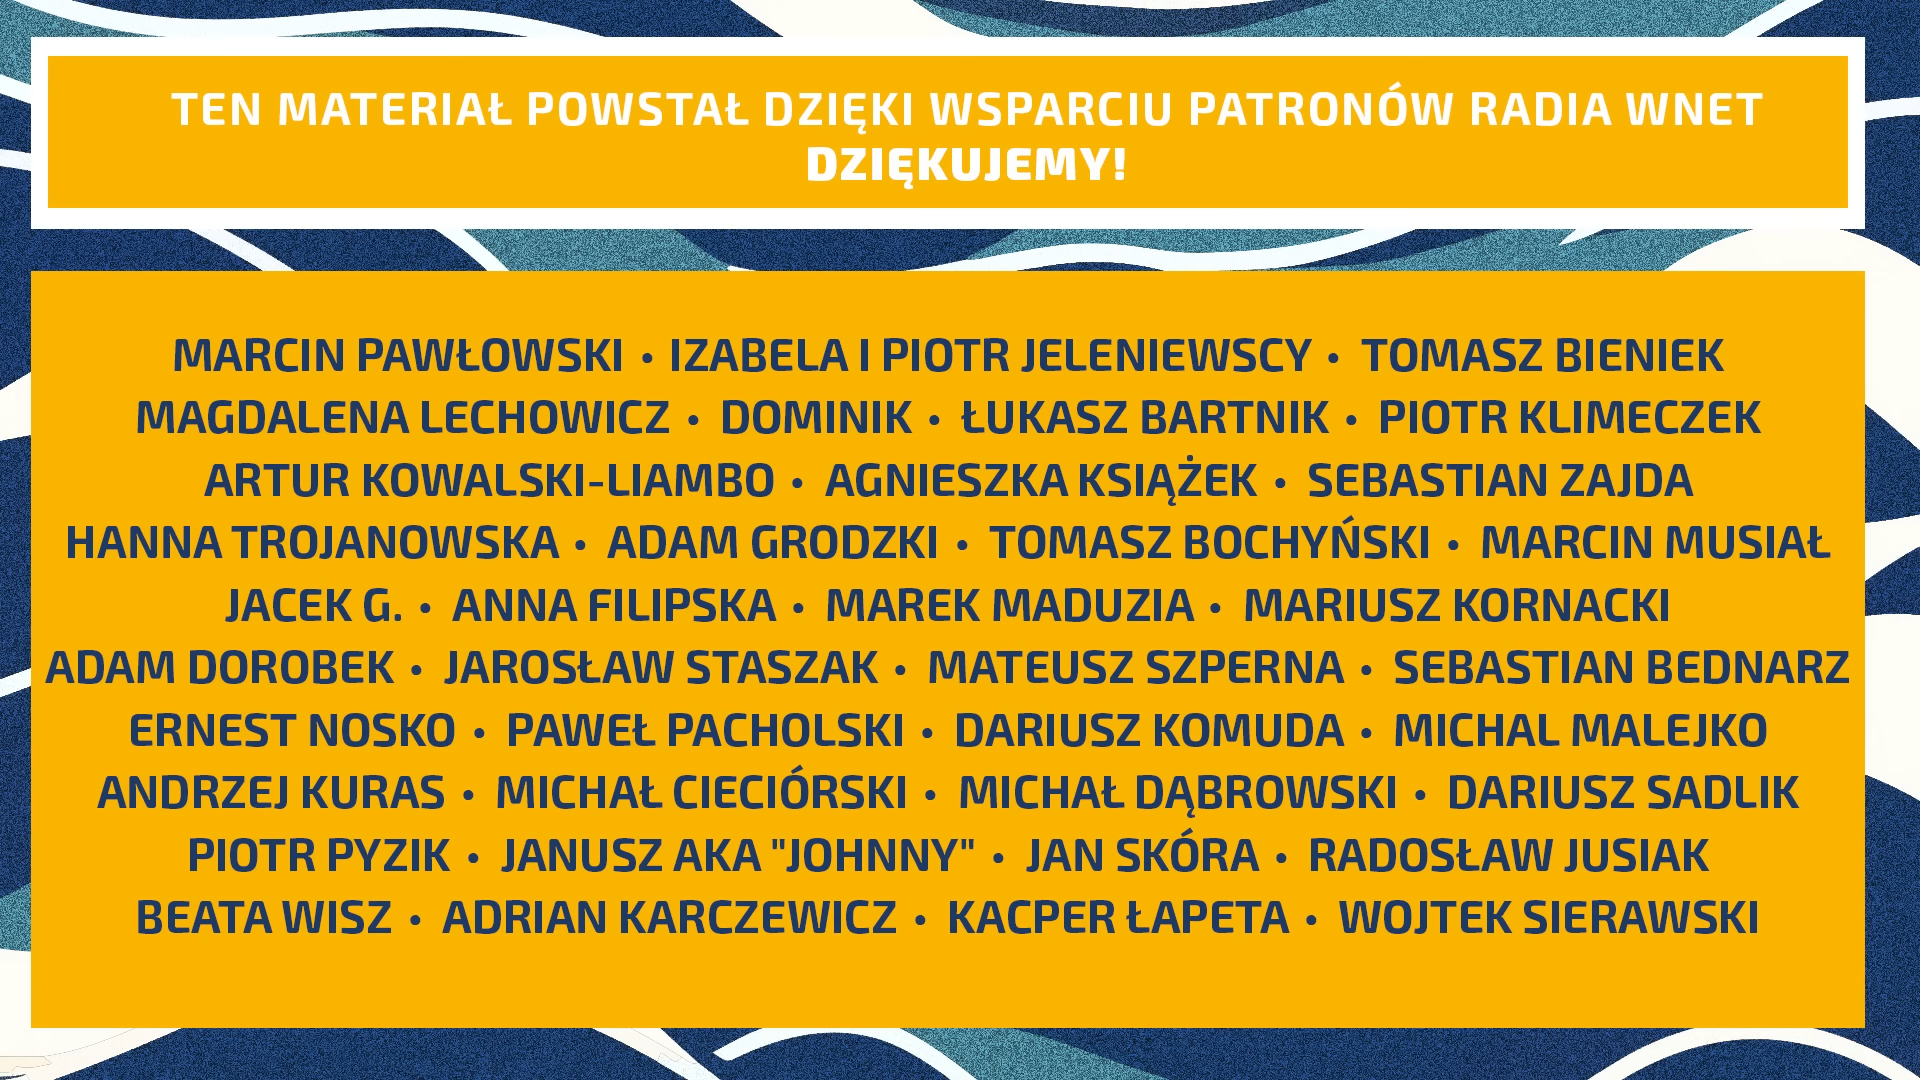 TEN MATERIAŁ POWSTAŁ DZIĘKI WSPARCIU PATRONÓW RADIA WNET
DZIĘKUJEMY!
MARCIN PAWŁOWSKI • IZABELA I PIOTR JELENIEWSCY • TOMASZ BIENIEK
MAGDALENA LECHOWICZ • DOMINIK • ŁUKASZ BARTNIK • PIOTR KLIMECZEK
ARTUR KOWALSKI-LIAMBO • AGNIESZKA KSIĄŻEK • SEBASTIAN ZAJDA
HANNA TROJANOWSKA • ADAM GRODZKI • TOMASZ BOCHYŃSKI • MARCIN MUSIAŁ
JACEK G. • ANNA FILIPSKA • MAREK MADUZIA • MARIUSZ KORNACKI
ADAM DOROBEK • JAROSŁAW STASZAK • MATEUSZ SZPERNA • SEBASTIAN BEDNARZ
ERNEST NOSKO • PAWEŁ PACHOLSKI • DARIUSZ KOMUDA • MICHAL MALEJKO
ANDRZEJ KURAS • MICHAŁ CIECIÓRSKI • MICHAŁ DĄBROWSKI • DARIUSZ SADLIK
PIOTR PYZIK • JANUSZ AKA "JOHNNY" • JAN SKÓRA • RADOSŁAW JUSIAK
BEATA WISZ • ADRIAN KARCZEWICZ • KACPER ŁAPETA • WOJTEK SIERAWSKI